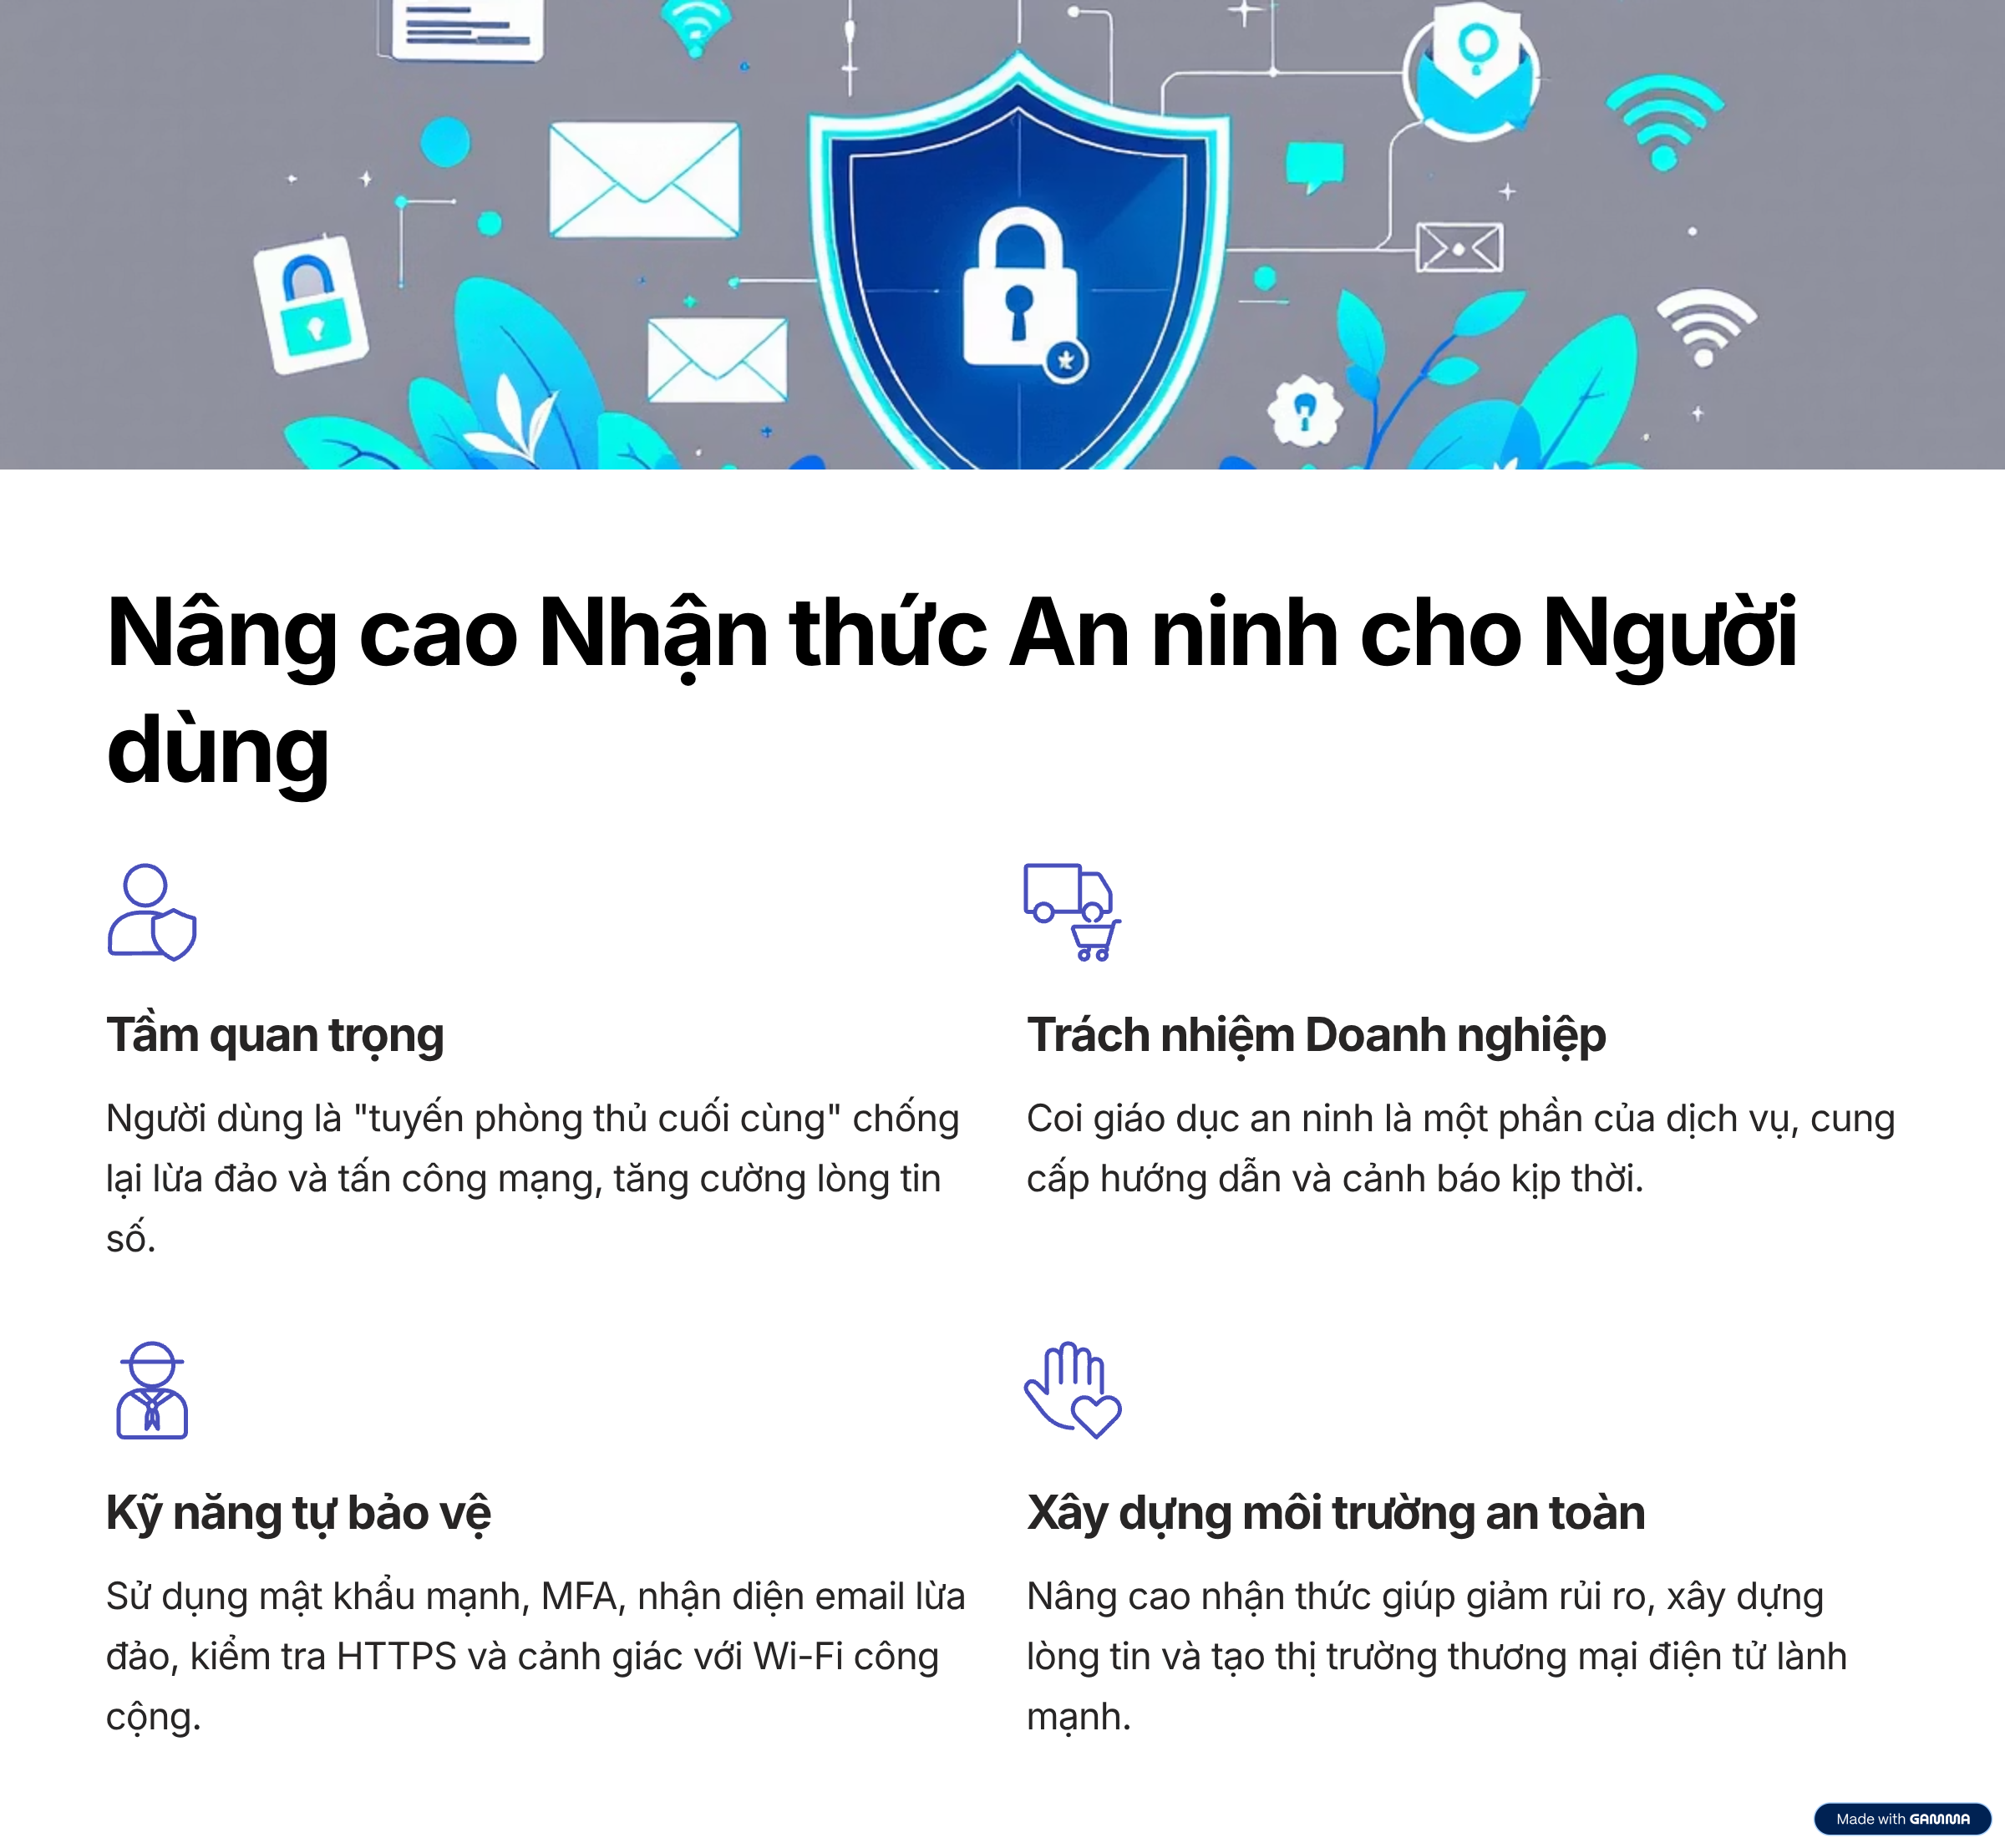 Nâng cao Nhận thức An ninh cho Người
dùng
Tầm quan trọng
Người dùng là "tuyến phòng thủ cuối cùng" chống
lại lừa đảo và tấn công mạng, tăng cường lòng tin
số.
Trách nhiệm Doanh nghiệp
Coi giáo dục an ninh là một phần của dịch vụ, cung
cấp hướng dẫn và cảnh báo kịp thời.
Kỹ năng tự bảo vệ
Sử dụng mật khẩu mạnh, MFA, nhận diện email lừa
đảo, kiểm tra HTTPS và cảnh giác với Wi-Fi công
cộng.
Xây dựng môi trường an toàn
Nâng cao nhận thức giúp giảm rủi ro, xây dựng
lòng tin và tạo thị trường thương mại điện tử lành
mạnh.
Made with GAMMA